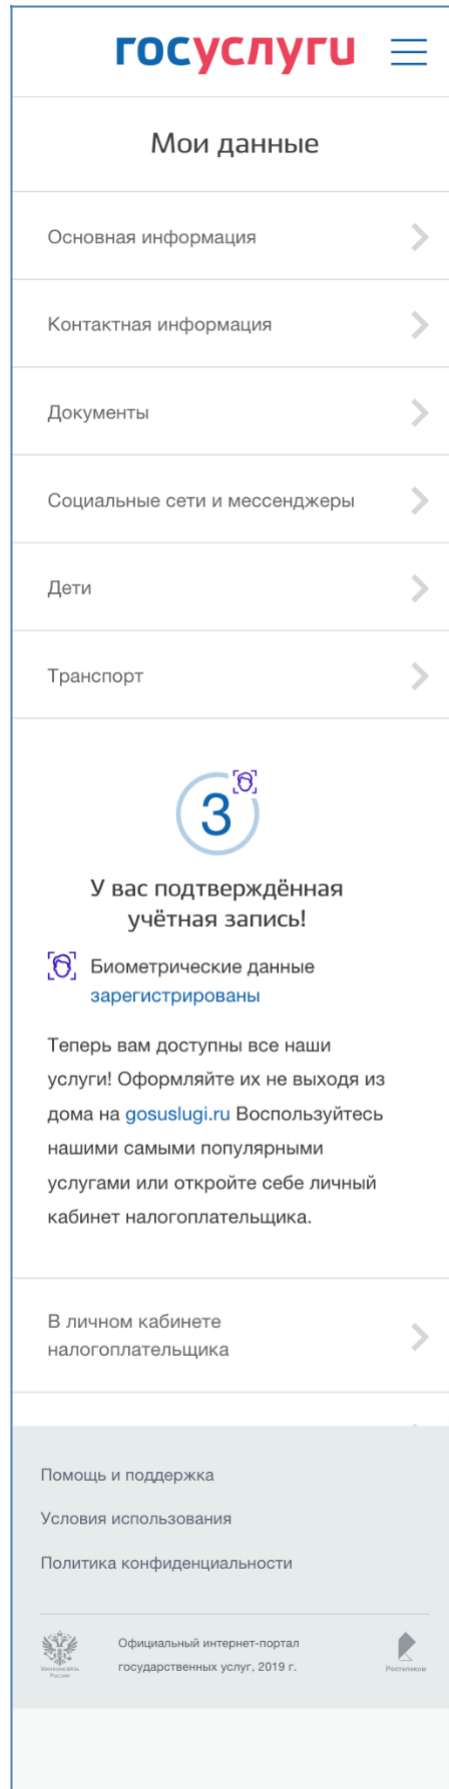 госуслуги
Мои данные
Основная информация
Контактная информация
Документы
Социальные сети и мессенджеры
Дети
Транспорт
3
У вас подтверждённая
учётная запись!
Биометрические данные
зарегистрированы
Теперь вам доступны все наши
услуги! Оформляйте их не выходя из
дома на gosuslugi.ru Воспользуйтесь
нашими самыми популярными
услугами или откройте себе личный
кабинет налогоплательщика.
В личном кабинете
налогоплательщика
Помощь и поддержка
Условия использования
Политика конфиденциальности
Минкомсвязь
России
Официальный интернет-портал
государственных услуг, 2019 г.
Ростелеком